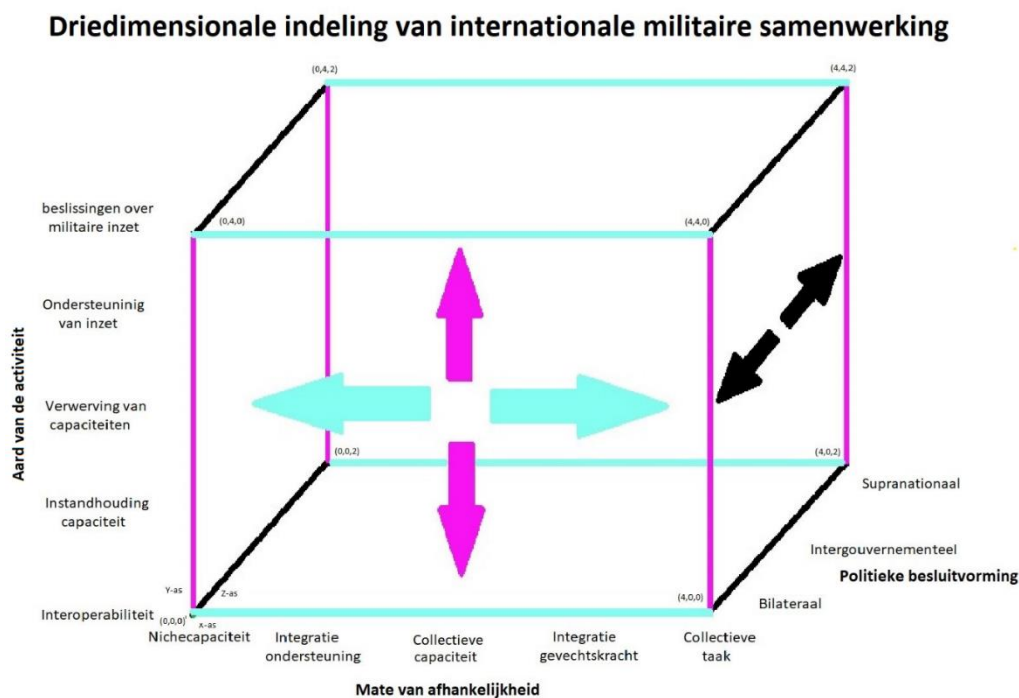 Driedimensionale indeling van internationale militaire samenwerking
(0,4,2)
(4,4,2)
beslissingen over
militaire inzet
(0,4,0)
(4,4,0)
Ondersteuninig
van inzet
Aard van de activiteit
Verwerving van
capaciteiten
(0,0,2)
(4,0,2)
Supranationaal
Instandhouding
capaciteit
Intergouvernementeel
Politieke besluitvorming
Y-as
Z-as
(4,0,0)
Bilateraal
Interoperabiliteit
(0,0,0)
x-as
Nichecapaciteit
Integratie
ondersteuning
Collectieve
capaciteit
Integratie
gevechtskracht
Collectieve
taak
Mate van afhankelijkheid